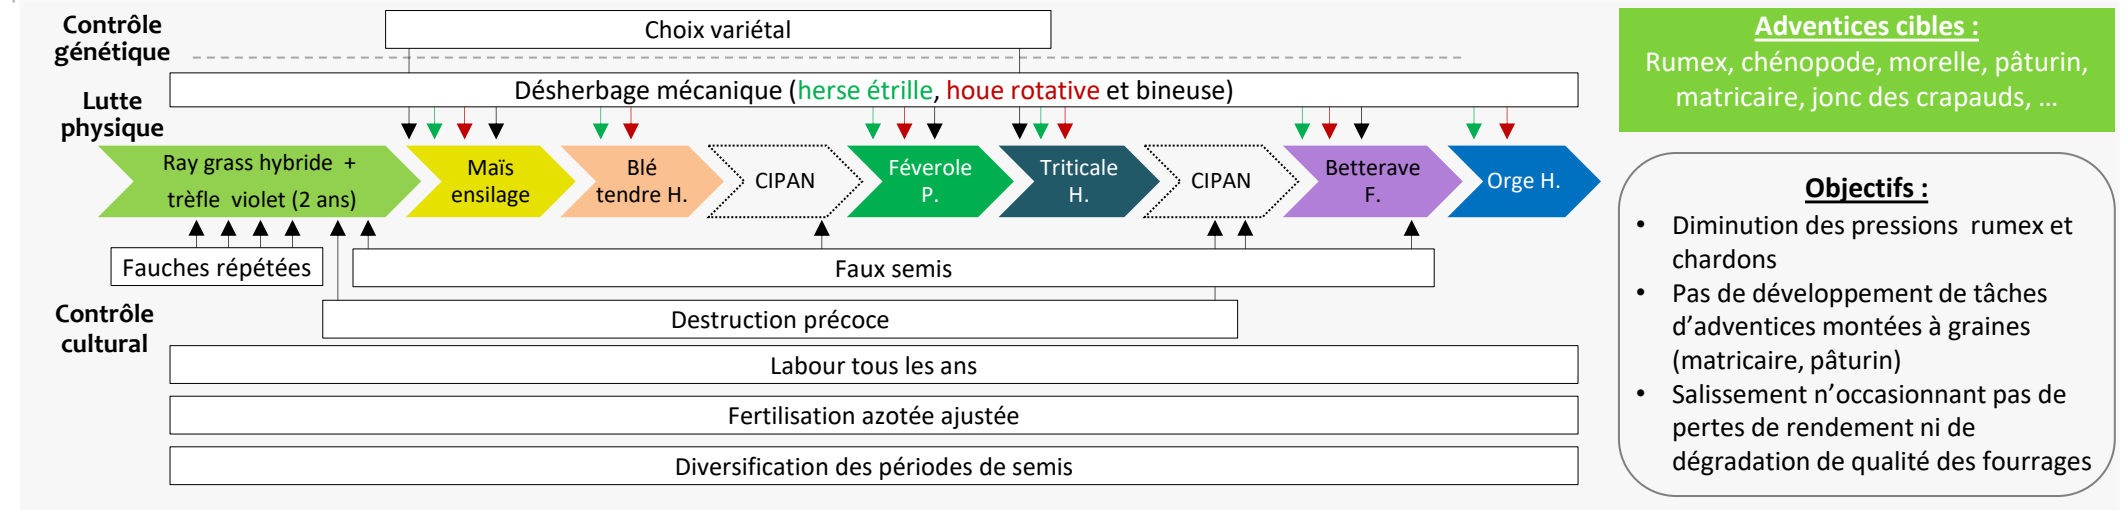 Contrôle
génétique
Choix variétal
Lutte
physique
Désherbage mécanique (herse étrille, houe rotative et bineuse)
Ray grass hybride +
trèfle violet (2 ans)
Maïs
ensilage
Blé
tendre H.
CIPAN
Féverole
P.
Triticale
H.
CIPAN
Betterave
F.
Orge H.
Fauches répétées
Faux semis
Contrôle
cultural
Destruction précoce
Labour tous les ans
Fertilisation azotée ajustée
Diversification des périodes de semis
Adventices cibles :
Rumex, chénopode, morelle, pâturin,
matricaire, jonc des crapauds, …
Objectifs :
• Diminution des pressions rumex et
chardons
• Pas de développement de tâches
d’adventices montées à graines
(matricaire, pâturin)
• Salissement n’occasionnant pas de
pertes de rendement ni de
dégradation de qualité des fourrages